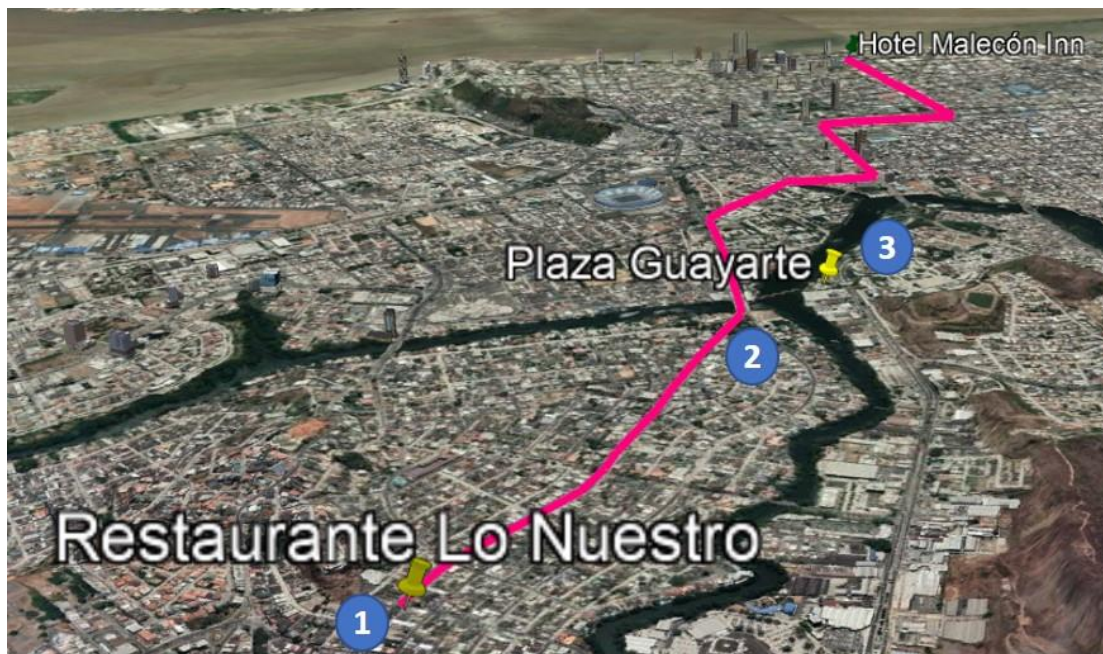 Hotel Malecón Inn
Plaza Guayarte
3
2
Restaurante Lo Nuestro
1